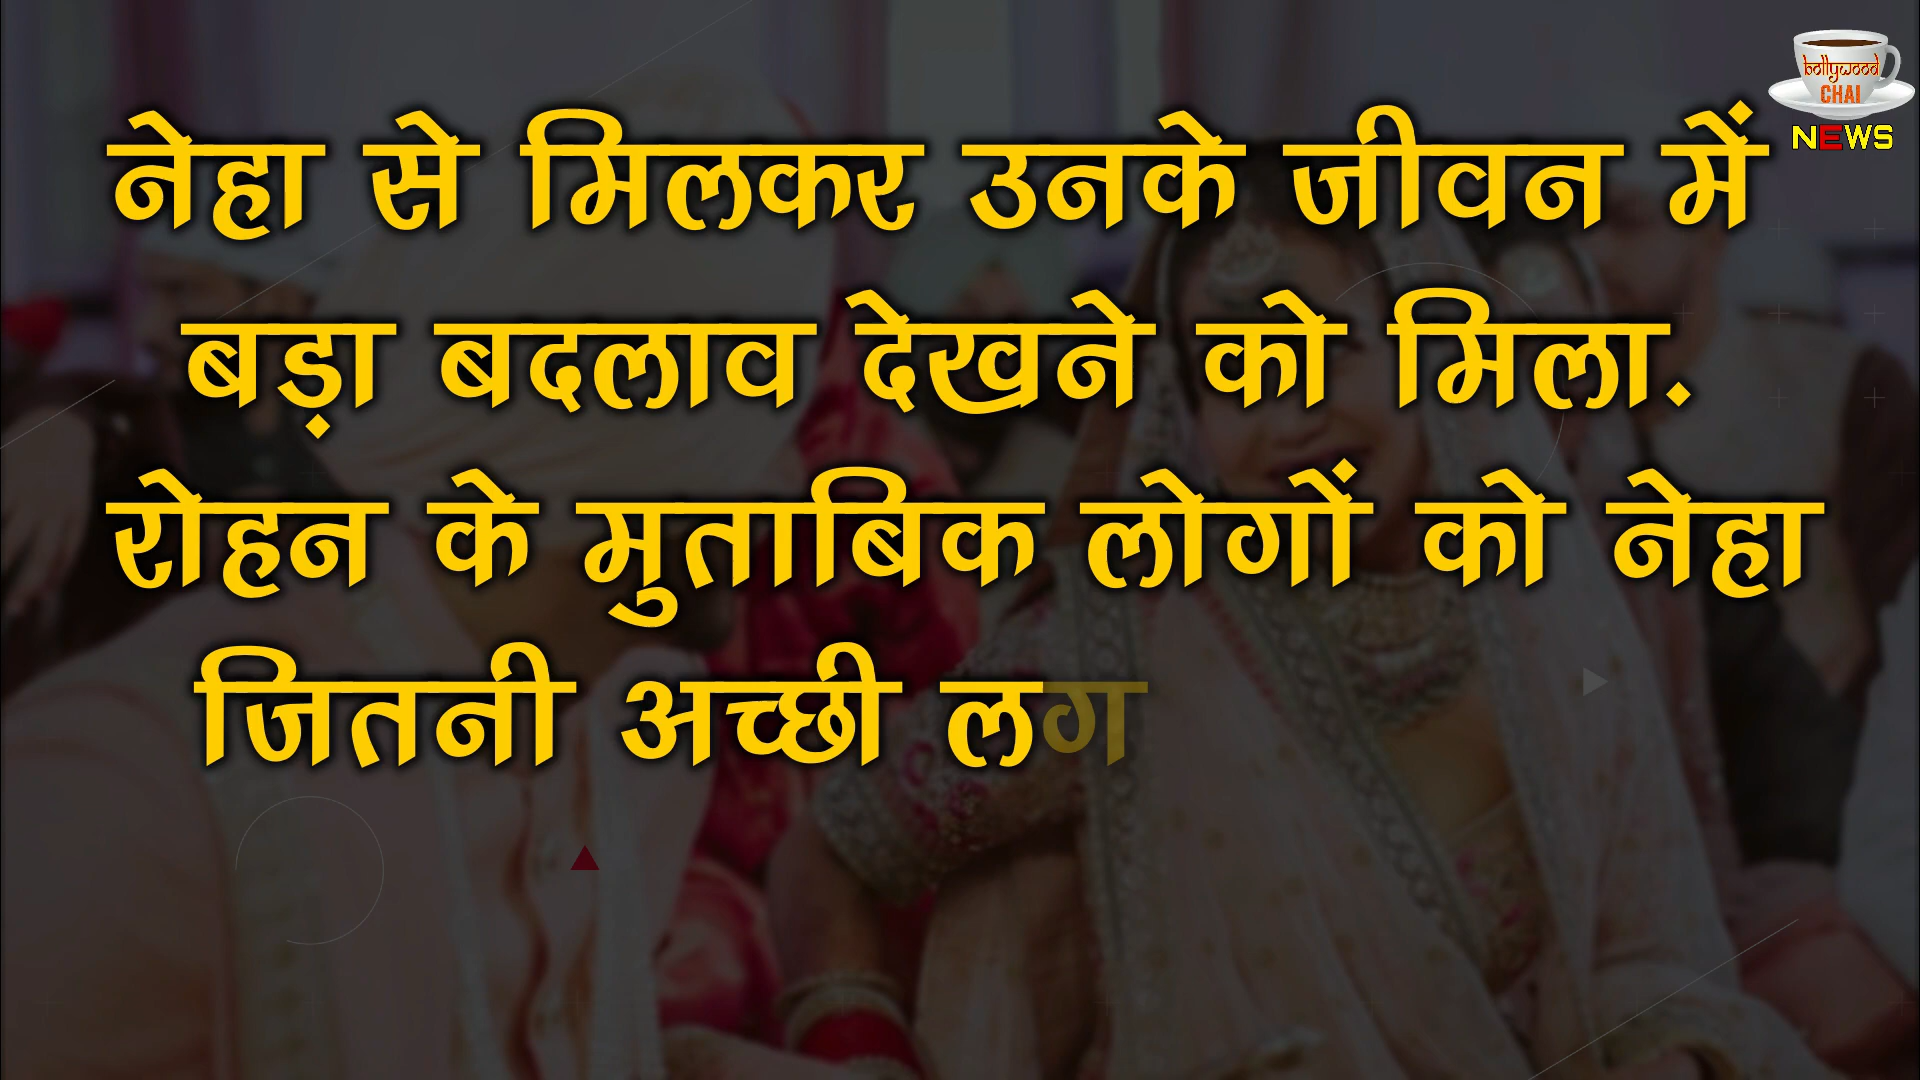 bollywood
CHAI
NEWS
नेहा से मिलकर उनके जीवन में
बड़ा बदलाव देखने को मिला.
रोहन के मुताबिक लोगों को नेहा
जितनी अच्छी लग